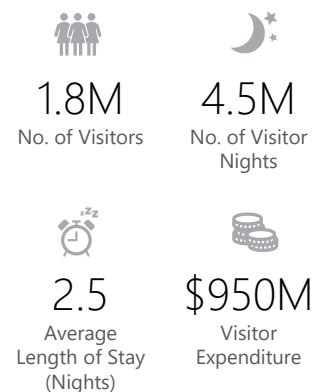 1.8M
No. of Visitors
4.5M
No. of Visitor
Nights
zZZ
2.5
Average
Length of Stay
(Nights)
$950M
Visitor
Expenditure